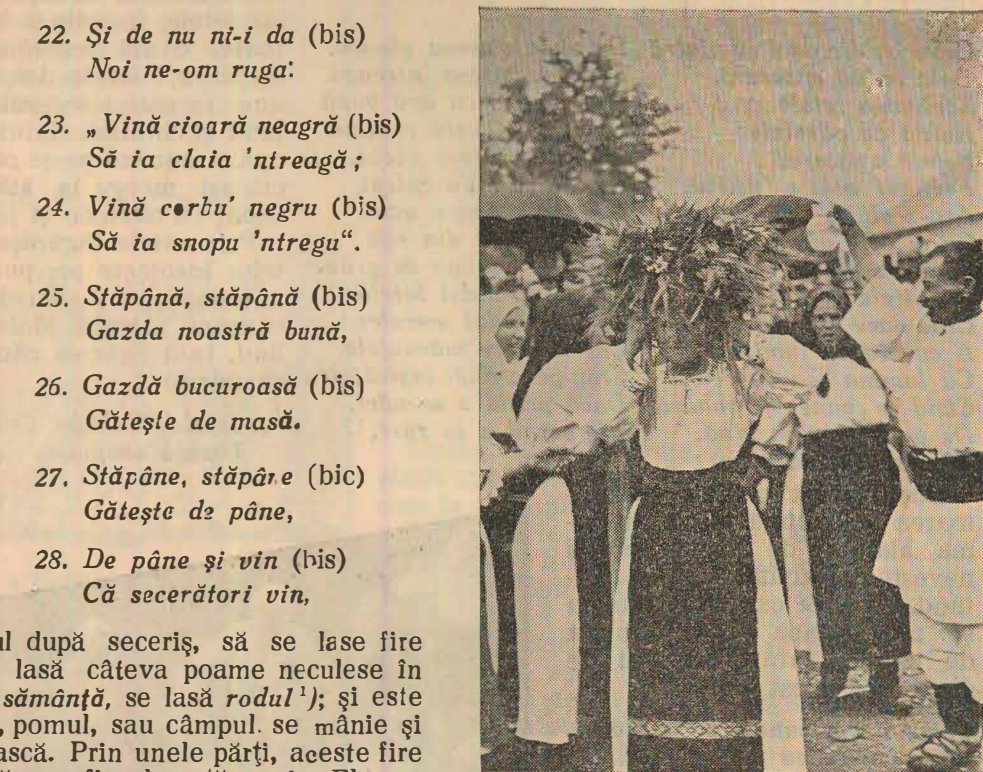 22. Şi de nu ni-i da (bis)
Noi ne-om ruga:
23. „Vină cioară neagră (bis)
Să ia claia 'ntreagă;
24. Vină corbu' negru (bis)
Să ia snopu 'ntregu“.
25. Stăpână, stăpână (bis)
Gazda noastră bună,
26. Gazdă bucuroasă (bis)
Găteşte de masă.
27. Stăpâne, stăpâne (bic)
Găteşte de pâne,
28. De pâne şi vin (bis)
Că secerători vin,
ul după seceriş, să se lase fire
lasă câteva poame neculese în
sămânţă, se lasă rodul ¹); şi este
, pomul, sau câmpul. se mânie şi
ască. Prin unele părţi, aceste fire